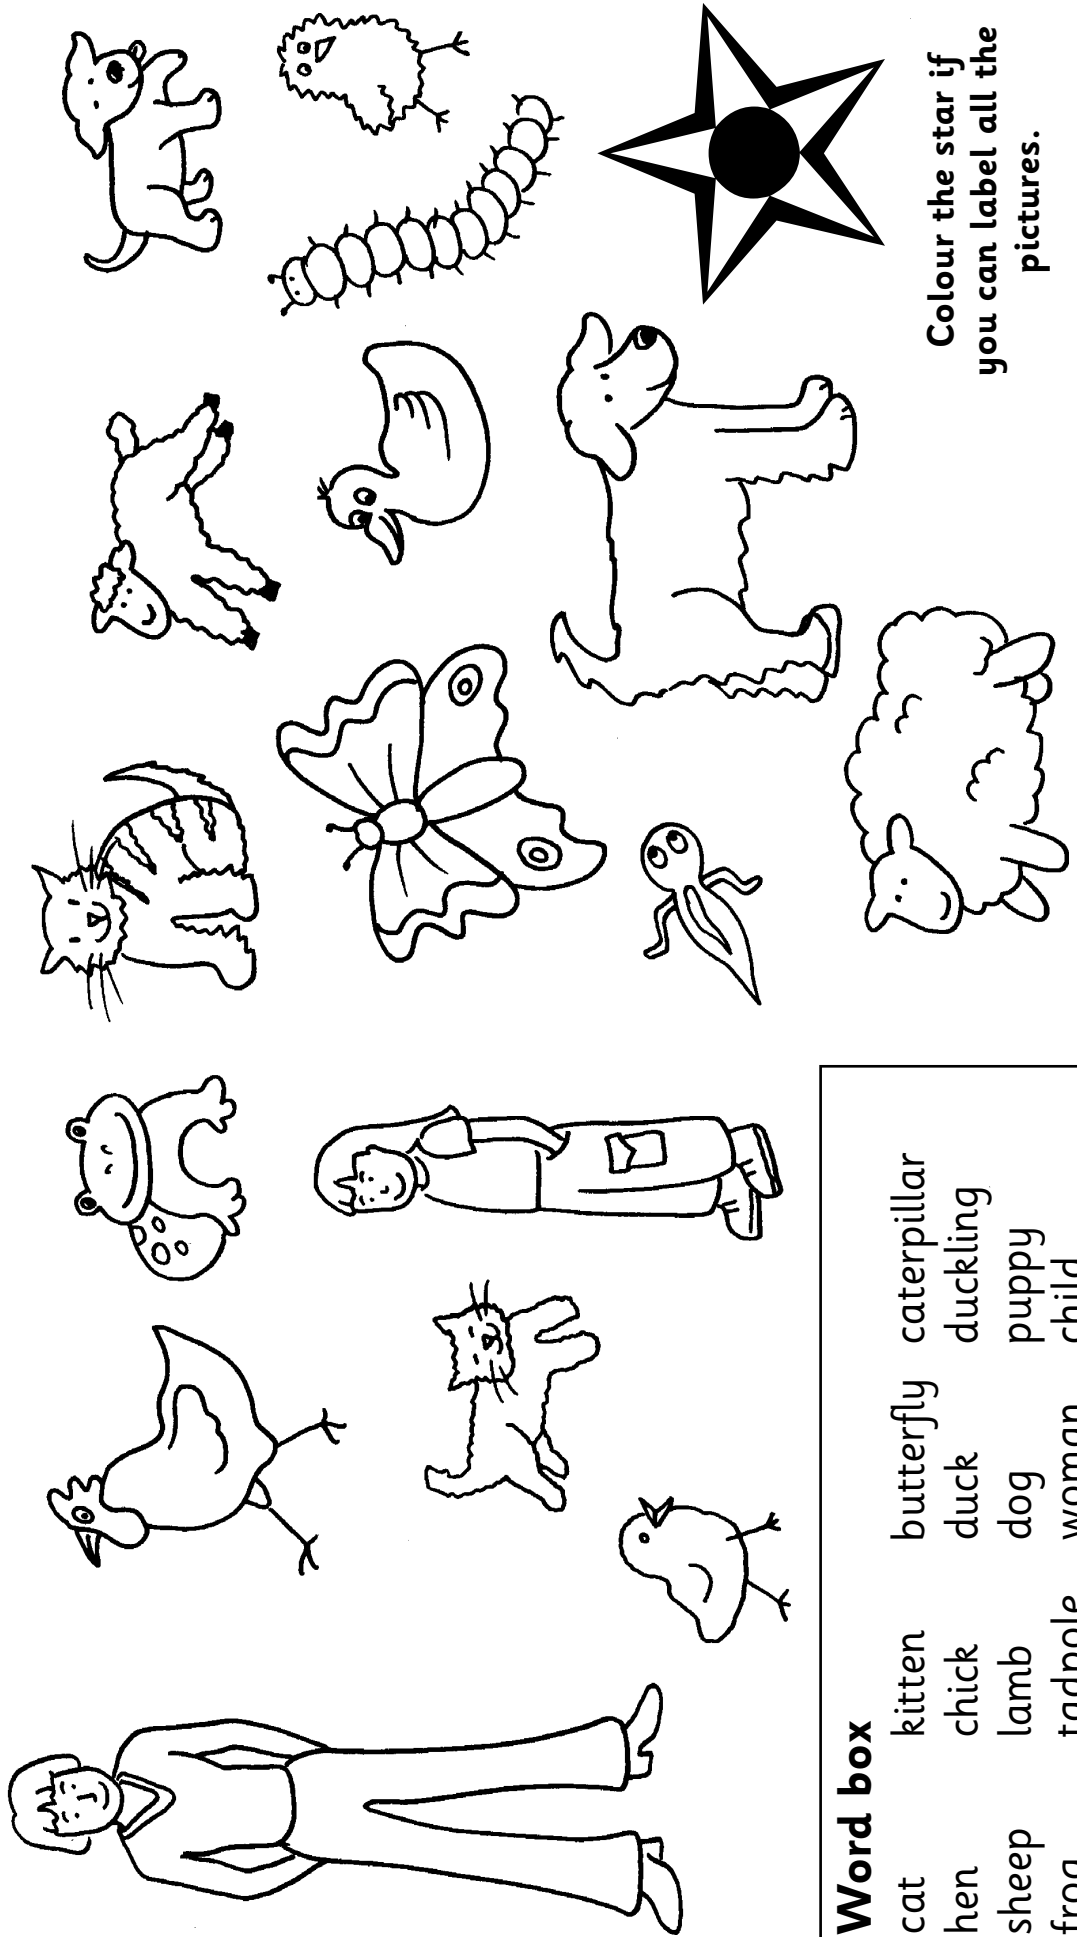 Word box
cat kitten butterfly caterpillar
hen chick duck duckling
sheep lamb dog puppy
frog tadpole woman child
Colour the star if
you can label all the
pictures.